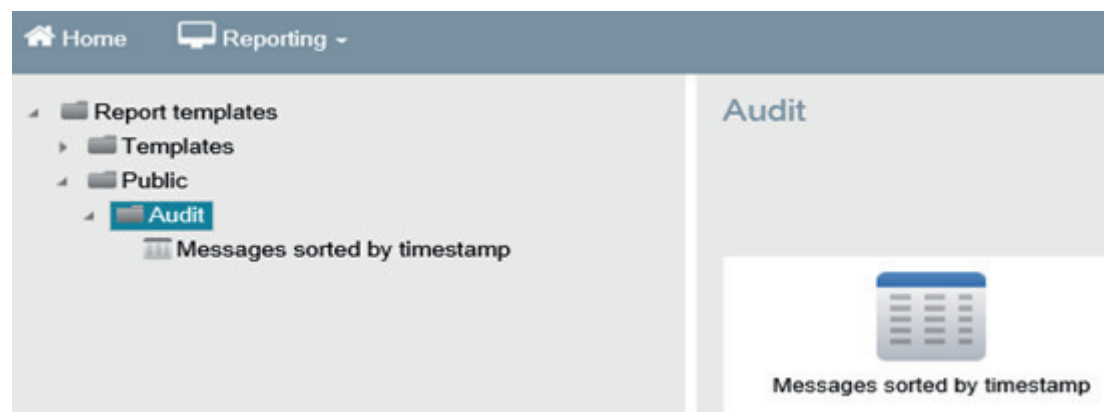 Home Reporting
Report templates
Templates
Public
Audit
Messages sorted by timestamp
Audit
Messages sorted by timestamp